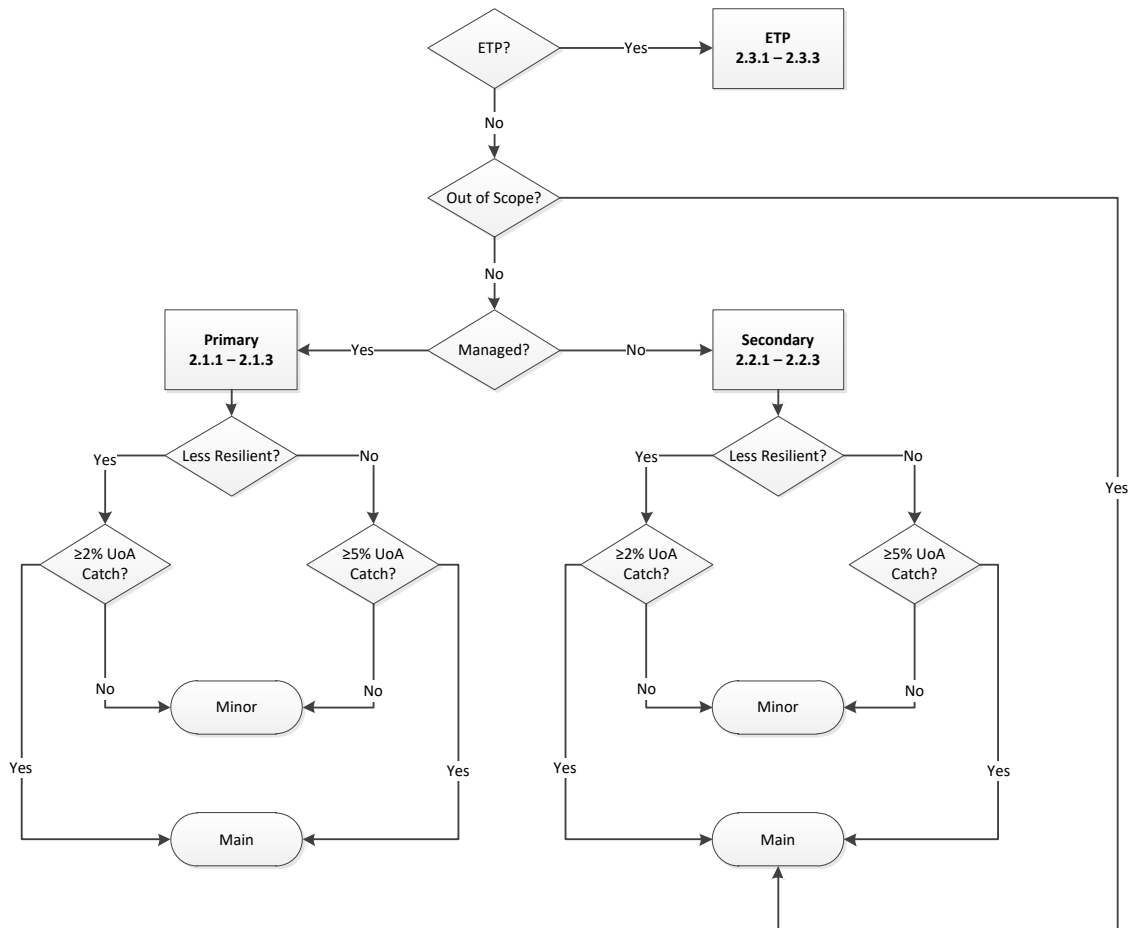 ETP?
Yes
ETP
2.3.1 – 2.3.3
No
Out of Scope?
No
Primary
2.1.1 – 2.1.3
Yes
Managed?
No
Secondary
2.2.1 – 2.2.3
Yes
Less Resilient?
No
Yes
Less Resilient?
No
Yes
≥2% UoA
Catch?
≥5% UoA
Catch?
≥2% UoA
Catch?
≥5% UoA
Catch?
No
Minor
No
No
Minor
No
Yes
Yes
Yes
Yes
Main
Main